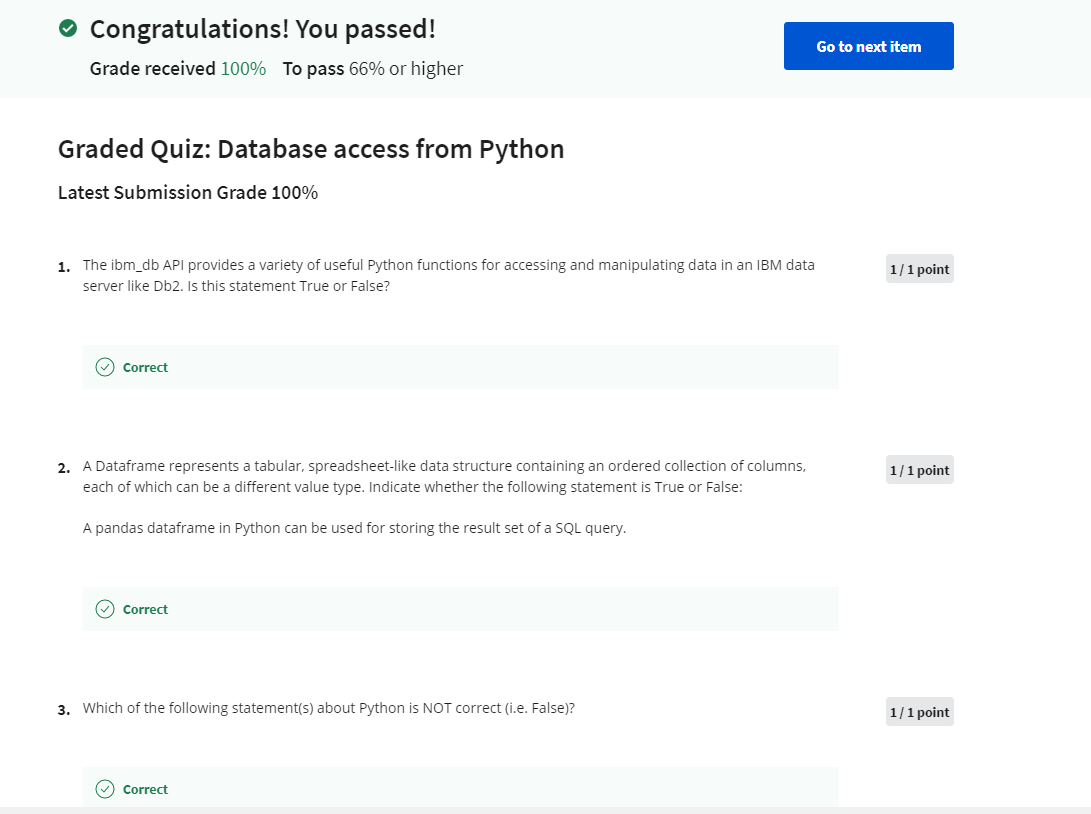 Congratulations! You passed!
Grade received 100% To pass 66% or higher
Go to next item
Graded Quiz: Database access from Python
Latest Submission Grade 100%
1. The ibm_db API provides a variety of useful Python functions for accessing and manipulating data in an IBM data
server like Db2. Is this statement True or False?
1 / 1 point
Correct
2. A Dataframe represents a tabular, spreadsheet-like data structure containing an ordered collection of columns,
each of which can be a different value type. Indicate whether the following statement is True or False:
1 / 1 point
A pandas dataframe in Python can be used for storing the result set of a SQL query.
Correct
3. Which of the following statement(s) about Python is NOT correct (i.e. False)?
1 / 1 point
Correct